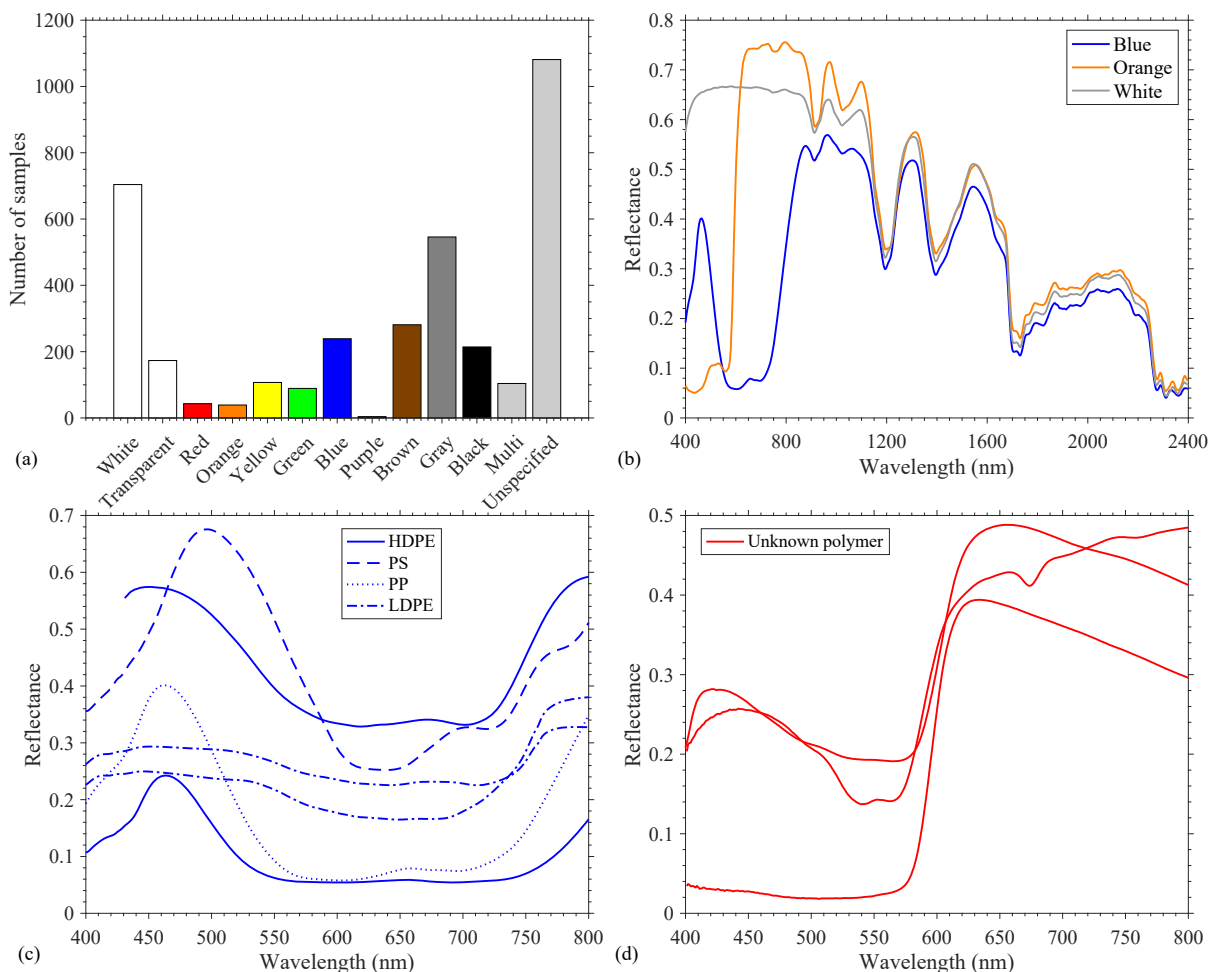 1200
1000
800
600
400
200
0
Number of samples
White
Transparent
Red
Orange
Yellow
Green
Blue
Purple
Brown
Gray
Black
Multi
Unspecified
(a)
0.8
0.7
0.6
0.5
0.4
0.3
0.2
0.1
0
Reflectance
Blue
Orange
White
400 800 1200 1600 2000 2400
Wavelength (nm)
(b)
0.7
0.6
0.5
0.4
0.3
0.2
0.1
0
Reflectance
HDPE
PS
PP
LDPE
400 450 500 550 600 650 700 750 800
Wavelength (nm)
(c)
0.5
0.4
0.3
0.2
0.1
0
Reflectance
Unknown polymer
400 450 500 550 600 650 700 750 800
Wavelength (nm)
(d)